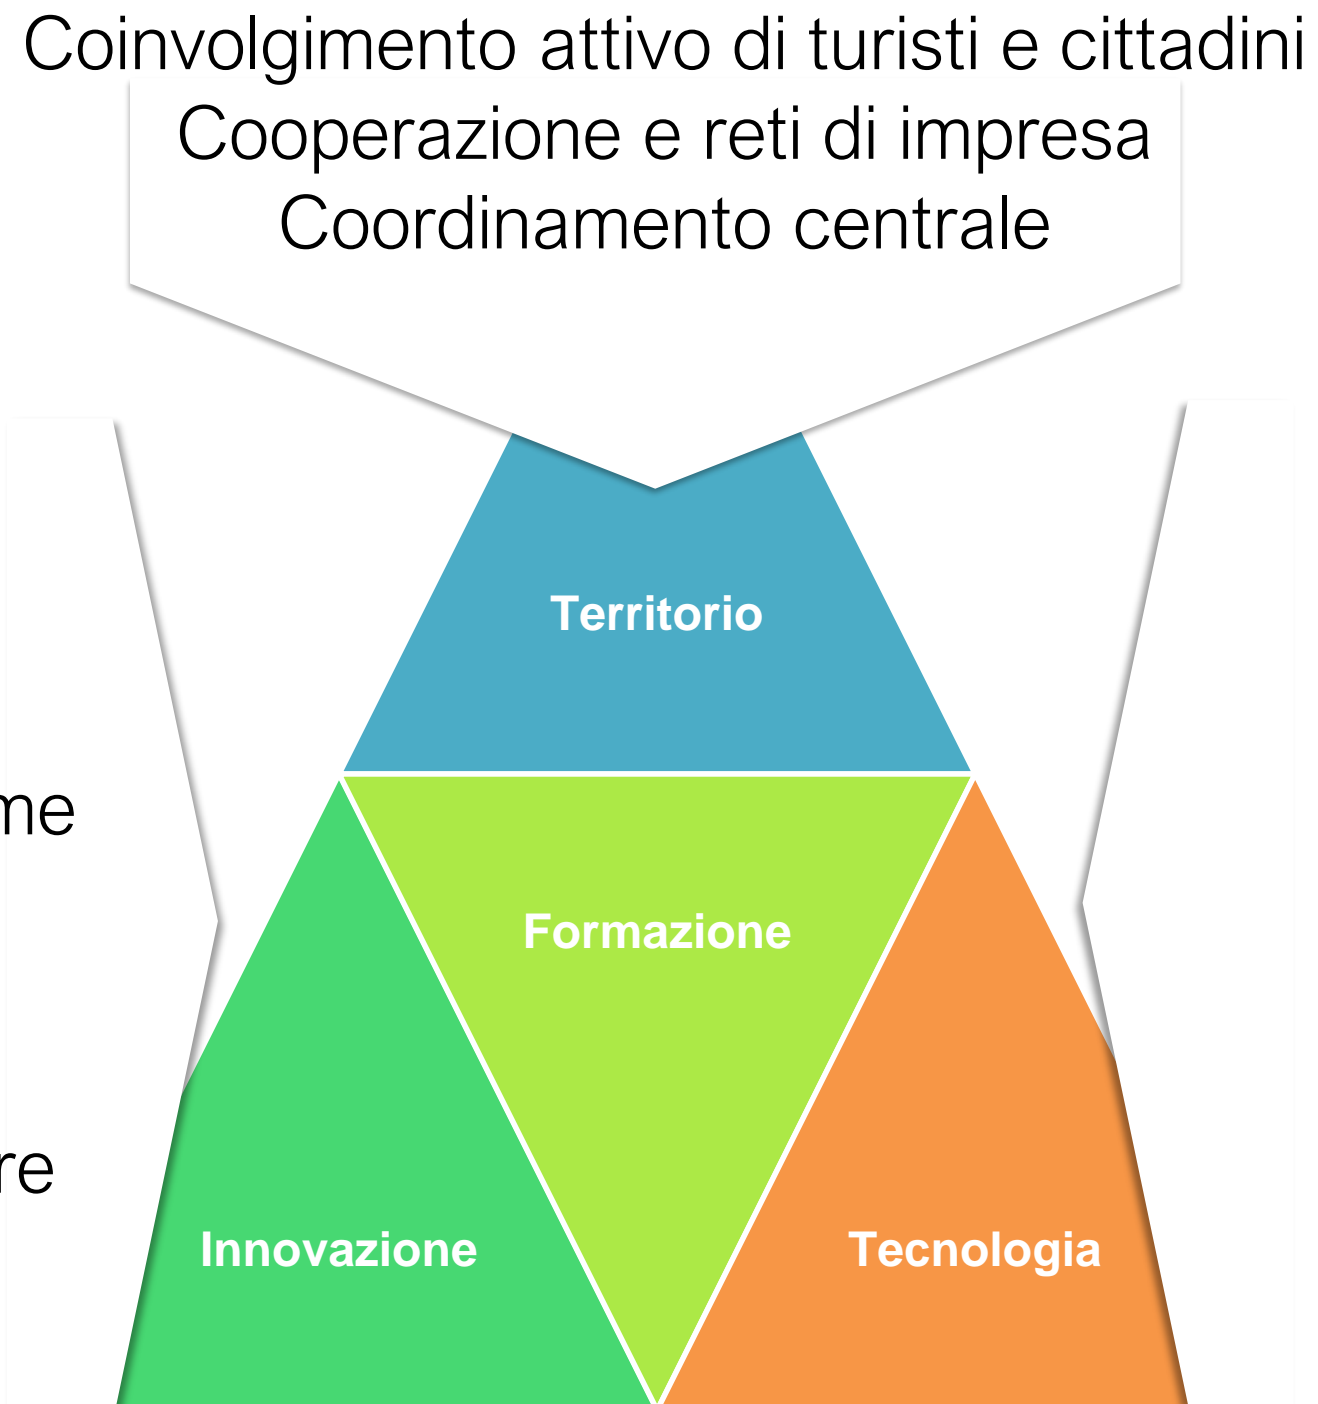 Coinvolgimento attivo di turisti e cittadini
Cooperazione e reti di impresa
Coordinamento centrale
Territorio
Formazione
Innovazione
Tecnologia